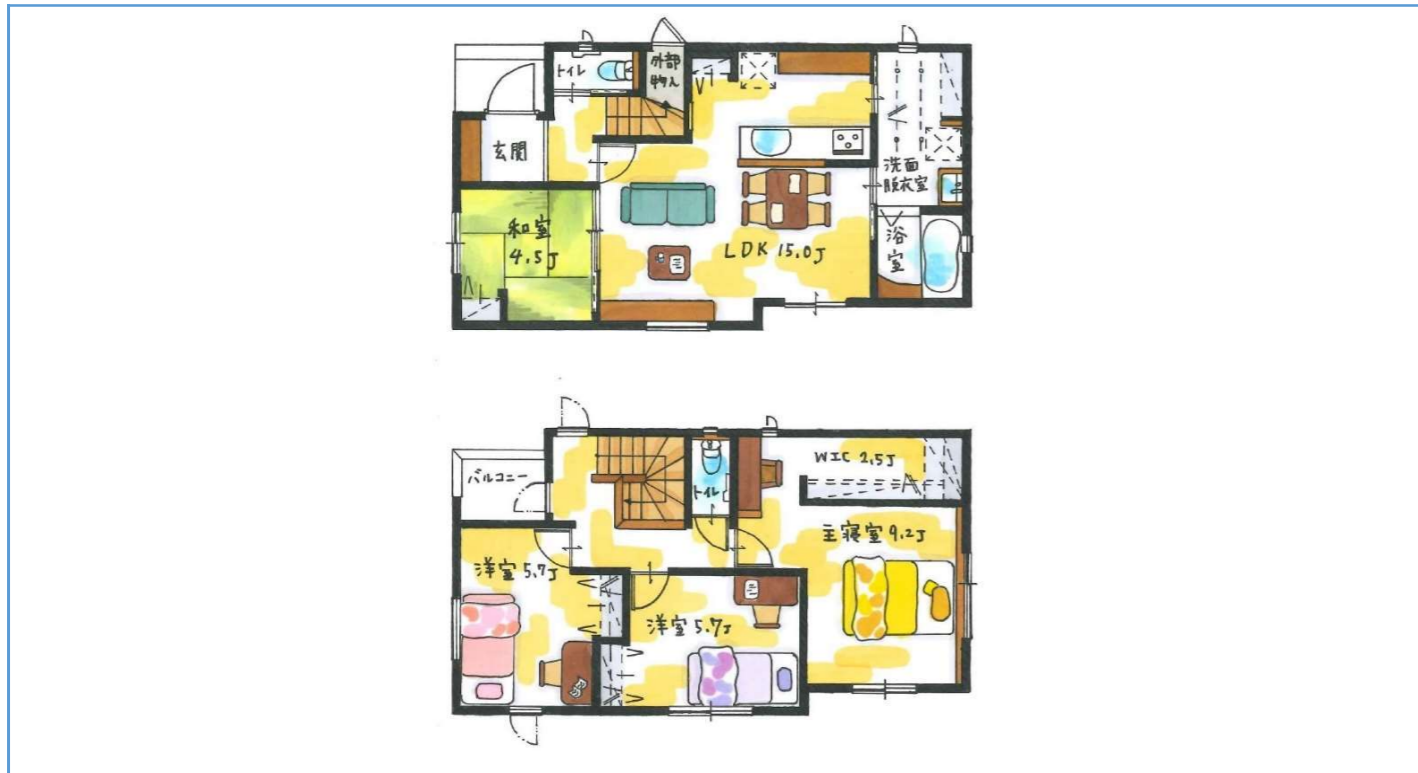 トイレ
外部
物入
玄関
洗面
脱衣室
和室
4.5J
LDK 15.0J
浴室
バルコニー
トイレ
WIC 2.5J
主寝室 9.2J
洋室 5.7J
洋室 5.7J